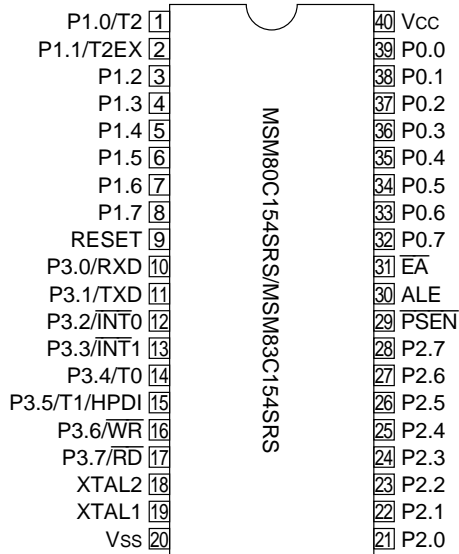 P1.0/T2 1
P1.1/T2EX 2
P1.2 3
P1.3 4
P1.4 5
P1.5 6
P1.6 7
P1.7 8
RESET 9
P3.0/RXD 10
P3.1/TXD 11
P3.2/I̅N̅T̅0 12
P3.3/I̅N̅T̅1 13
P3.4/T0 14
P3.5/T1/HPDI 15
P3.6/W̅R̅ 16
P3.7/R̅D̅ 17
XTAL2 18
XTAL1 19
Vss 20
MSM80C154SRS/MSM83C154SRS
40 Vcc
39 P0.0
38 P0.1
37 P0.2
36 P0.3
35 P0.4
34 P0.5
33 P0.6
32 P0.7
31 E̅A̅
30 ALE
29 P̅S̅E̅N̅
28 P2.7
27 P2.6
26 P2.5
25 P2.4
24 P2.3
23 P2.2
22 P2.1
21 P2.0